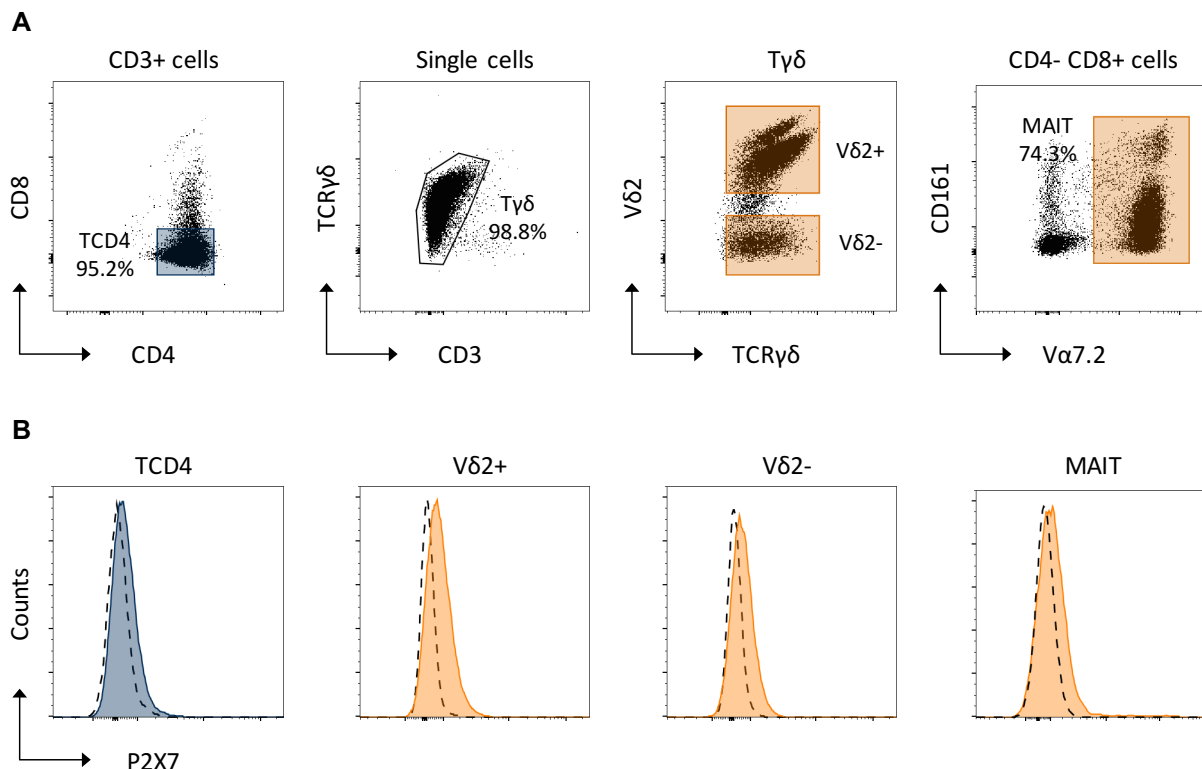 A
CD3+ cells
Single cells
Tγδ
CD4- CD8+ cells
CD8
TCD4
95.2%
CD4
TCRγδ
Tγδ
98.8%
CD3
Vδ2
Vδ2+
Vδ2-
TCRγδ
CD161
MAIT
74.3%
Vα7.2
B
TCD4
Vδ2+
Vδ2-
MAIT
Counts
P2X7